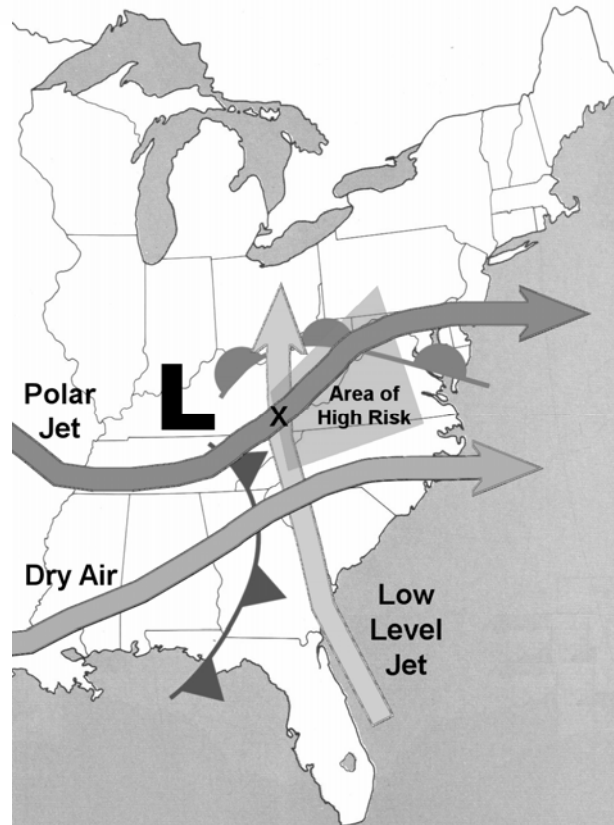 L
Polar
Jet
X
Area of
High Risk
Dry Air
Low
Level
Jet